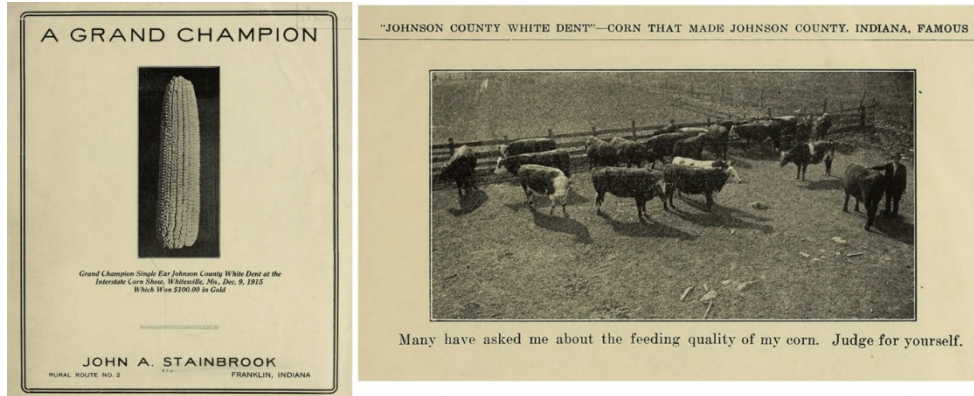 A GRAND CHAMPION
Grand Champion Single Ear Johnson County White Dent at the
Interstate Corn Show, Whitesville, Mo., Dec. 9, 1915
Which Won $100.00 in Gold
JOHN A. STAINBROOK
RURAL ROUTE NO. 2 FRANKLIN, INDIANA
"JOHNSON COUNTY WHITE DENT"—CORN THAT MADE JOHNSON COUNTY, INDIANA, FAMOUS
Many have asked me about the feeding quality of my corn. Judge for yourself.